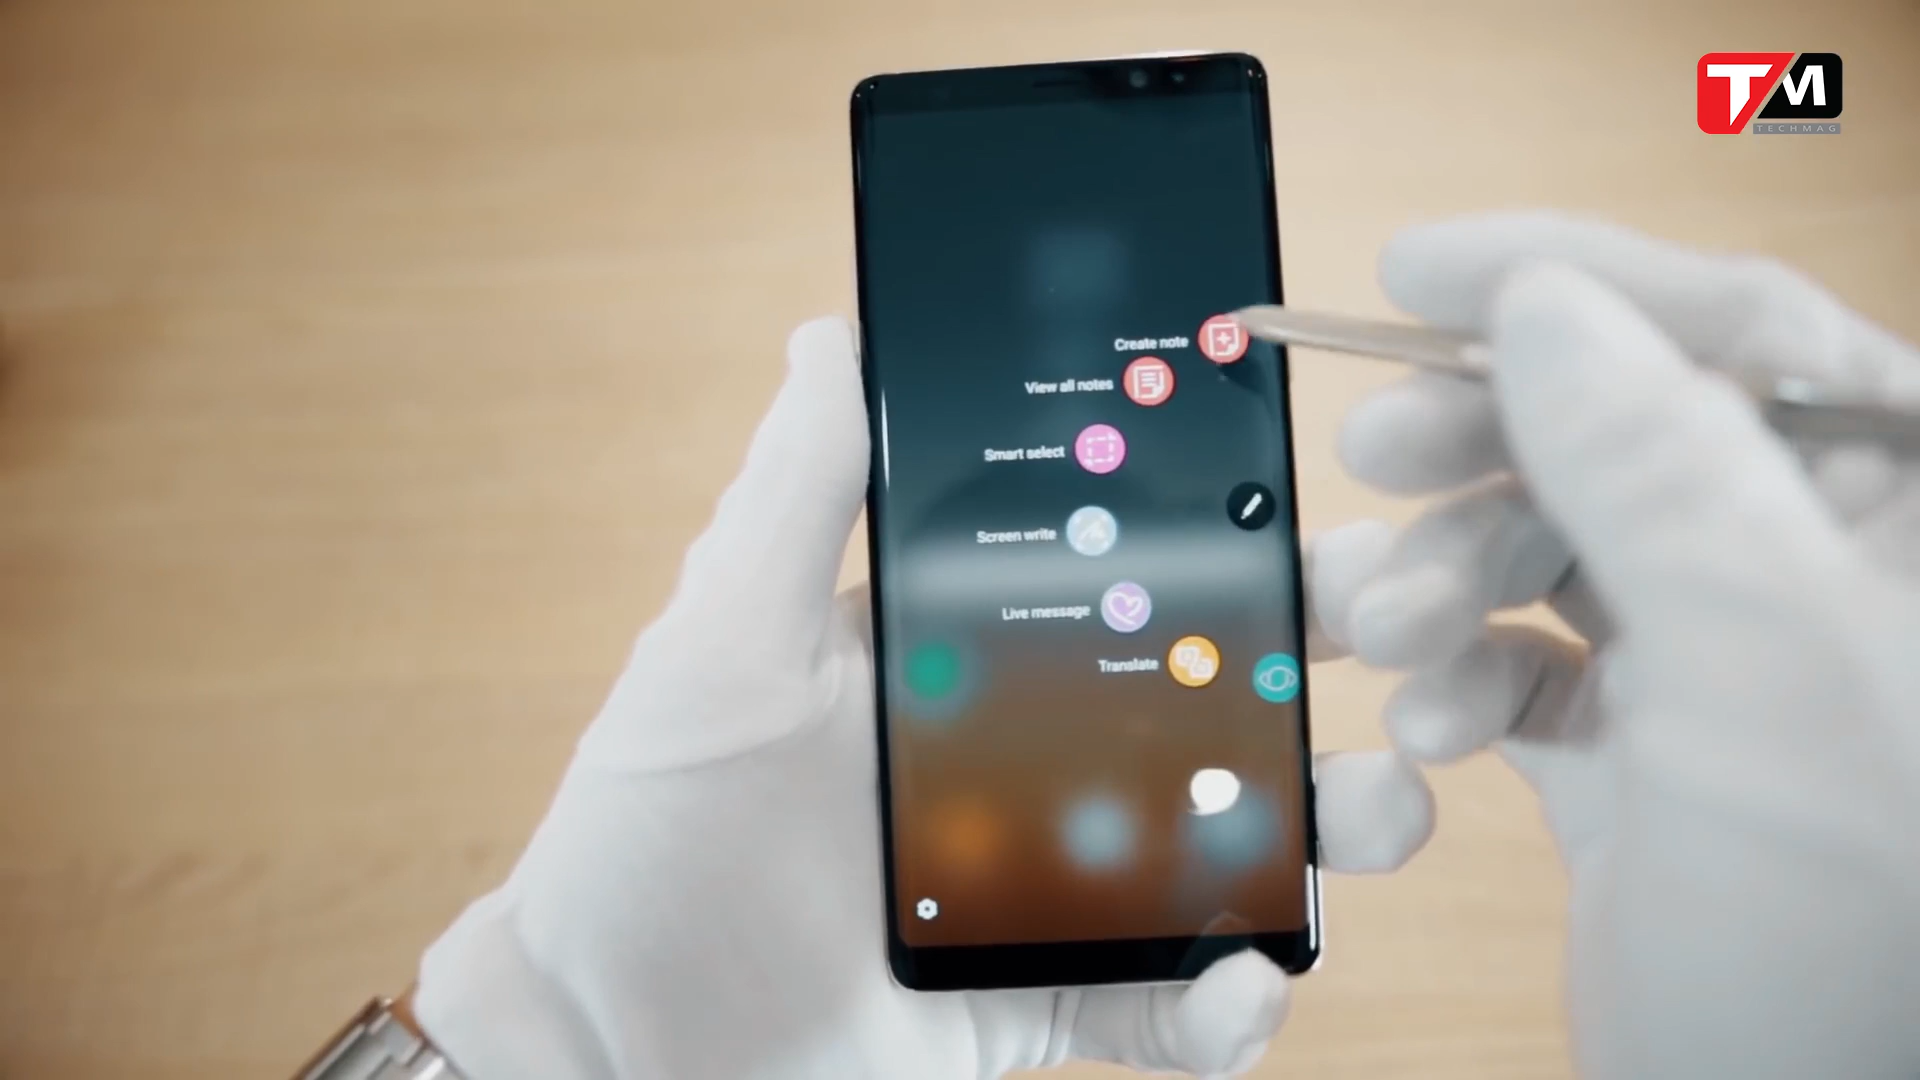 TM
TECHMAG
Create note
View all notes
Smart select
Screen write
Live message
Translate